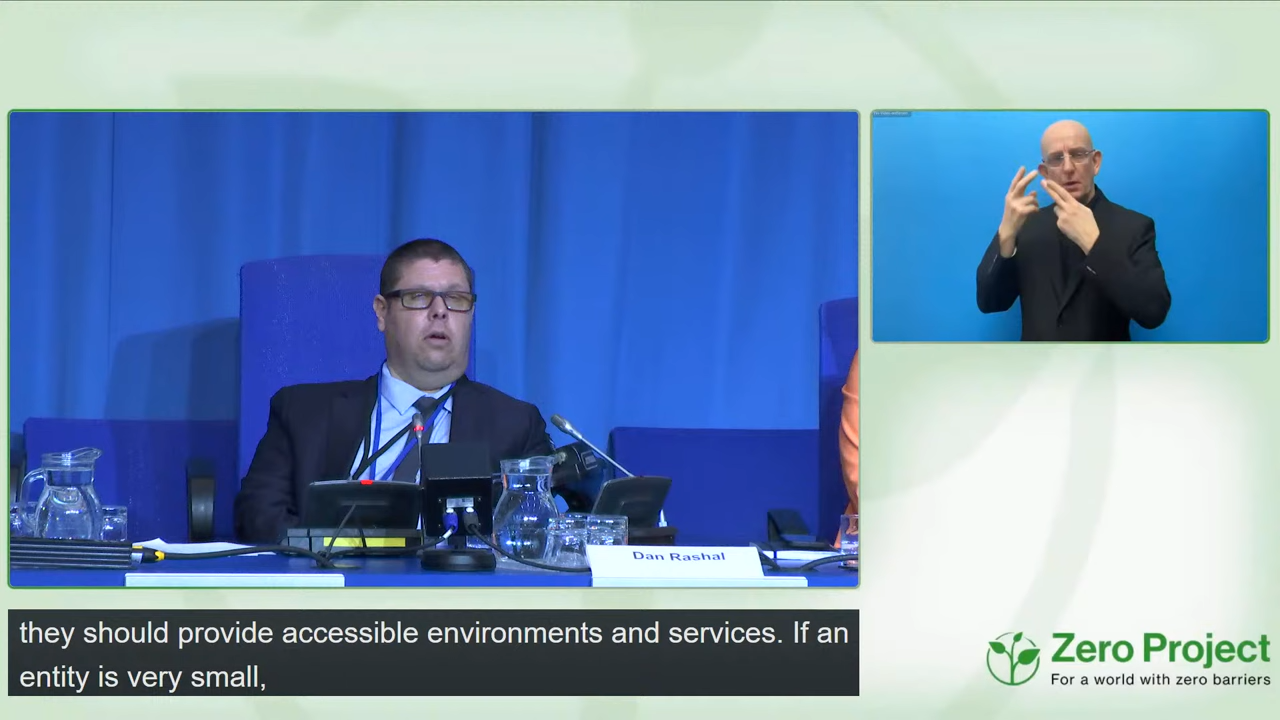 Dan Rashal
they should provide accessible environments and services. If an
entity is very small,
Zero Project
For a world with zero barriers